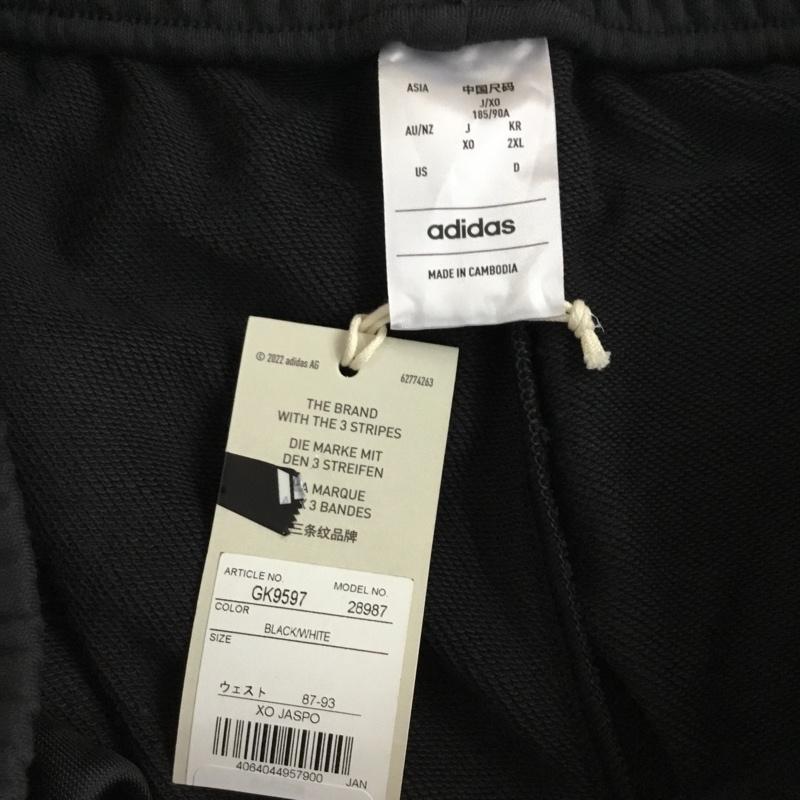 ASIA 中国尺码
J/XO
185/90A
AU/NZ J KR
XO 2XL
US D
adidas
MADE IN CAMBODIA
© 2022 adidas AG
62774263
THE BRAND
WITH THE 3 STRIPES
DIE MARKE MIT
DEN 3 STREIFEN
A MARQUE
X 3 BANDES
三条纹品牌
ARTICLE NO. MODEL NO.
GK9597 28987
COLOR
BLACK/WHITE
SIZE
ウェスト 87-93
XO JASPO
4064044957900 JAN